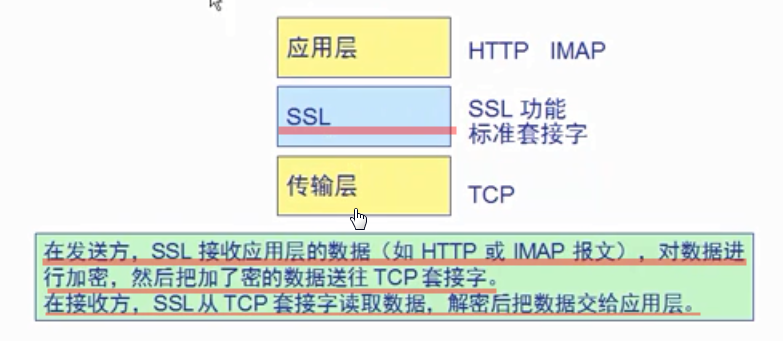 应用层 HTTP IMAP
SSL SSL 功能
标准套接字
传输层 TCP
在发送方，SSL 接收应用层的数据（如 HTTP 或 IMAP 报文），对数据进
行加密，然后把加了密的数据送往 TCP 套接字。
在接收方，SSL 从 TCP 套接字读取数据，解密后把数据交给应用层。